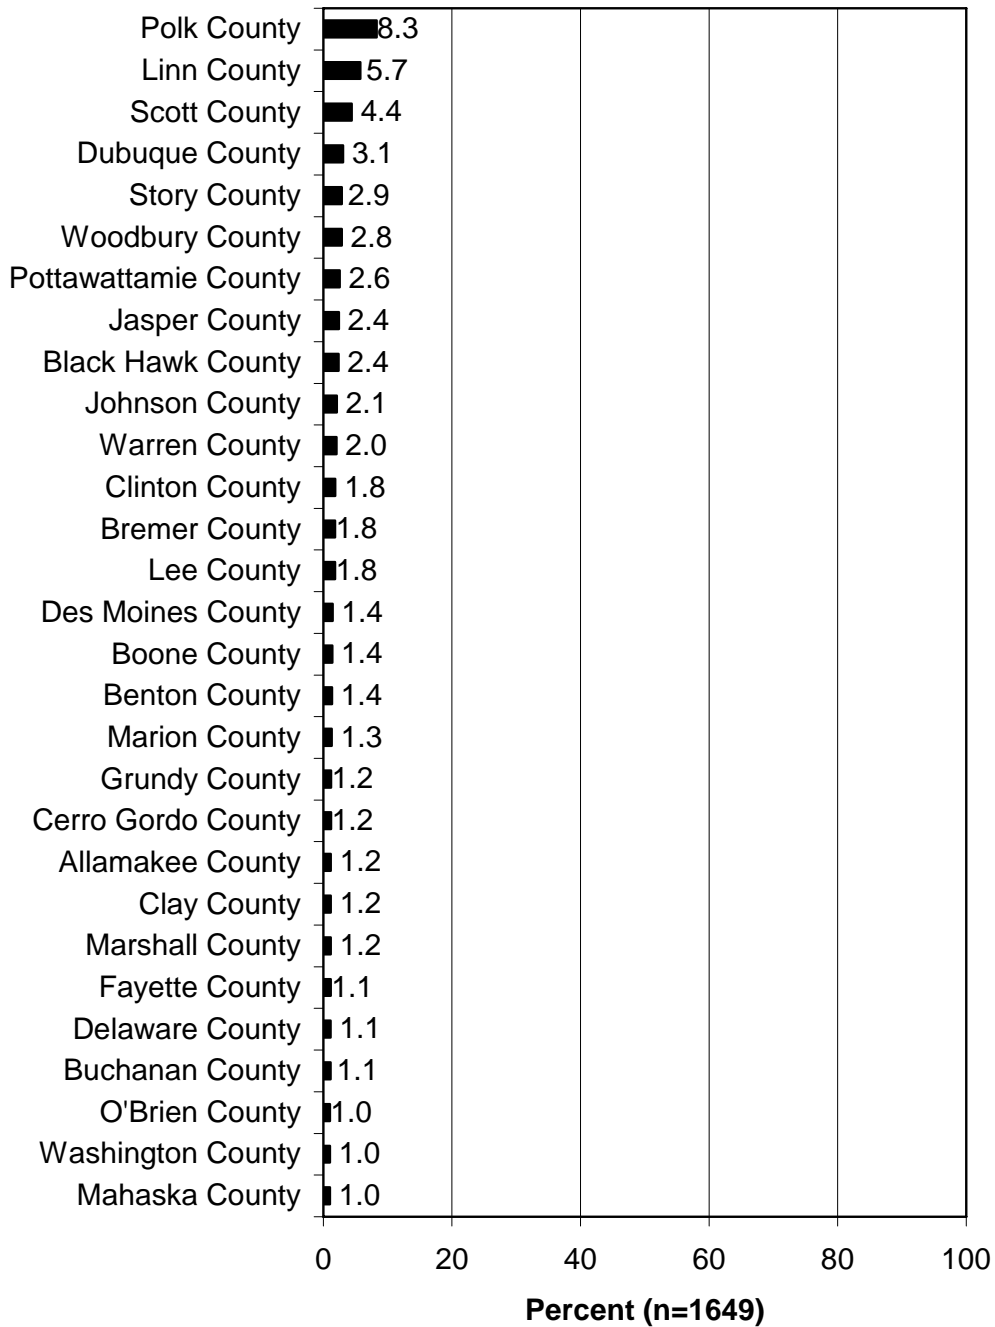 Polk County 8.3
Linn County 5.7
Scott County 4.4
Dubuque County 3.1
Story County 2.9
Woodbury County 2.8
Pottawattamie County 2.6
Jasper County 2.4
Black Hawk County 2.4
Johnson County 2.1
Warren County 2.0
Clinton County 1.8
Bremer County 1.8
Lee County 1.8
Des Moines County 1.4
Boone County 1.4
Benton County 1.4
Marion County 1.3
Grundy County 1.2
Cerro Gordo County 1.2
Allamakee County 1.2
Clay County 1.2
Marshall County 1.2
Fayette County 1.1
Delaware County 1.1
Buchanan County 1.1
O'Brien County 1.0
Washington County 1.0
Mahaska County 1.0
0 20 40 60 80 100
Percent (n=1649)